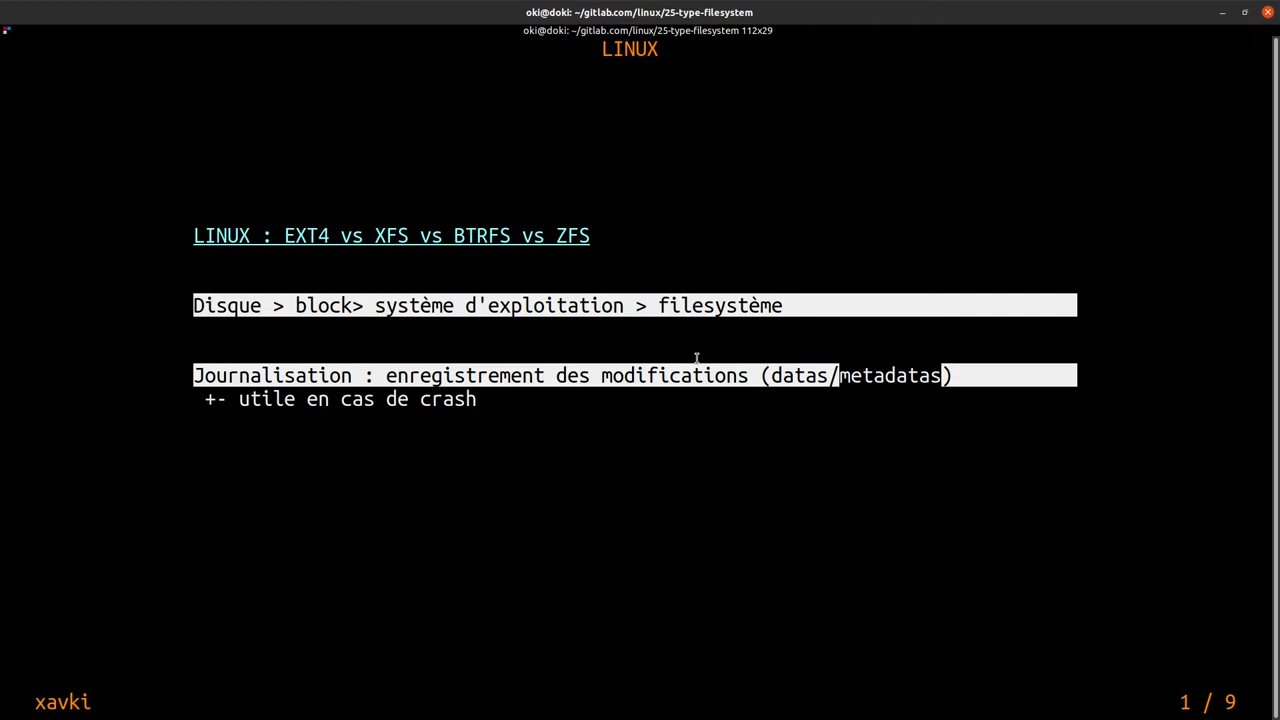 oki@doki: ~/gitlab.com/linux/25-type-filesystem
oki@doki: ~/gitlab.com/linux/25-type-filesystem 112x29
LINUX
LINUX : EXT4 vs XFS vs BTRFS vs ZFS
Disque > block> système d'exploitation > filesystème
Journalisation : enregistrement des modifications (datas/metadatas)
+- utile en cas de crash
xavki
1 / 9